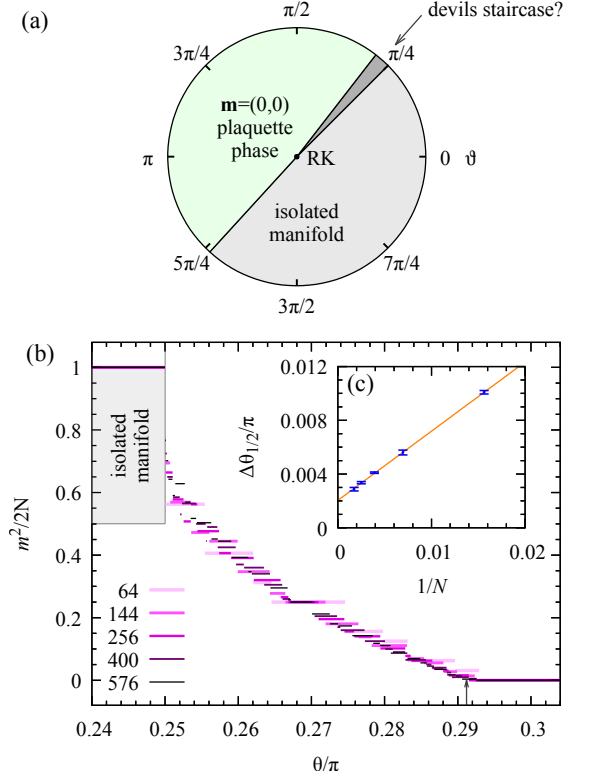 (a)
π/2
devils staircase?
3π/4
π/4
m=(0,0)
plaquette
phase
π
RK
0 ϑ
isolated
manifold
5π/4
7π/4
3π/2
(b)
(c)
1
0.8
0.6
0.4
0.2
0
m²/2N
isolated
manifold
64
144
256
400
576
0.24
0.25
0.26
0.27
0.28
0.29
0.3
θ/π
0.012
0.008
0.004
0
Δθ1/2/π
0
0.01
0.02
1/N